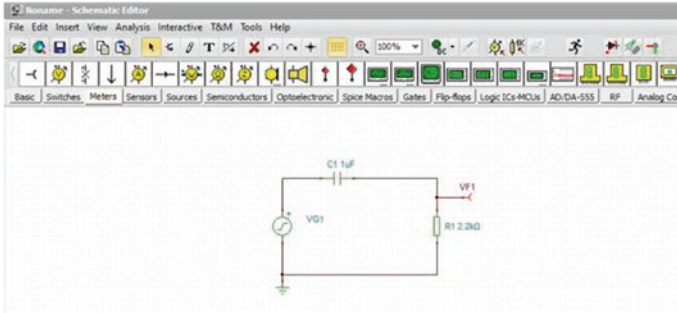 Noname - Schematic Editor
File Edit Insert View Analysis Interactive T&M Tools Help
100%
Basic Switches Meters Sensors Sources Semiconductors Optoelectronic Spice Macros Gates Flip-flops Logic ICs-MCUs AD/DA-555 RF Analog Co
C1 1uF
VF1
VG1
R1 2.2kΩ